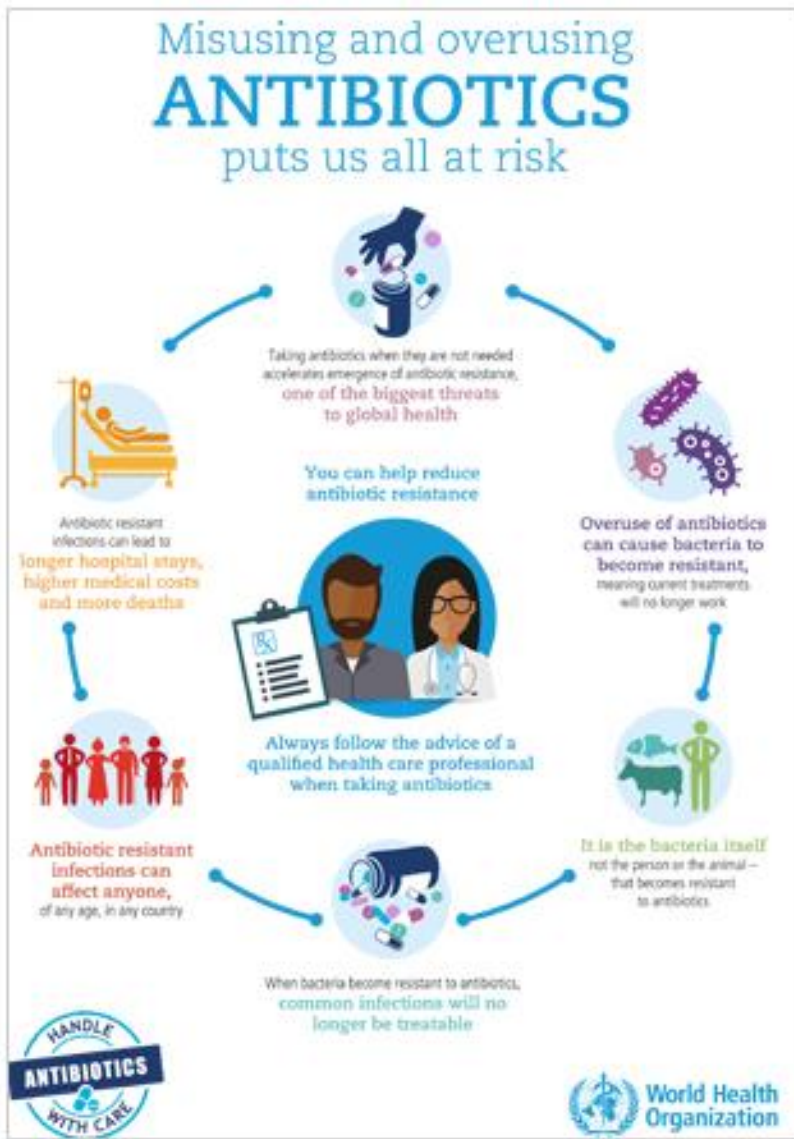 Misusing and overusing
ANTIBIOTICS
puts us all at risk
Taking antibiotics when they are not needed
accelerates emergence of antibiotic resistance,
one of the biggest threats
to global health
Overuse of antibiotics
can cause bacteria to
become resistant,
meaning current treatments
will no longer work
It is the bacteria itself
not the person or the animal –
that becomes resistant
to antibiotics
When bacteria become resistant to antibiotics,
common infections will no
longer be treatable
Antibiotic resistant
infections can
affect anyone,
of any age, in any country
Antibiotic resistant
infections can lead to
longer hospital stays,
higher medical costs
and more deaths
You can help reduce
antibiotic resistance
Rx
Always follow the advice of a
qualified health care professional
when taking antibiotics
HANDLE
ANTIBIOTICS
WITH CARE
World Health
Organization